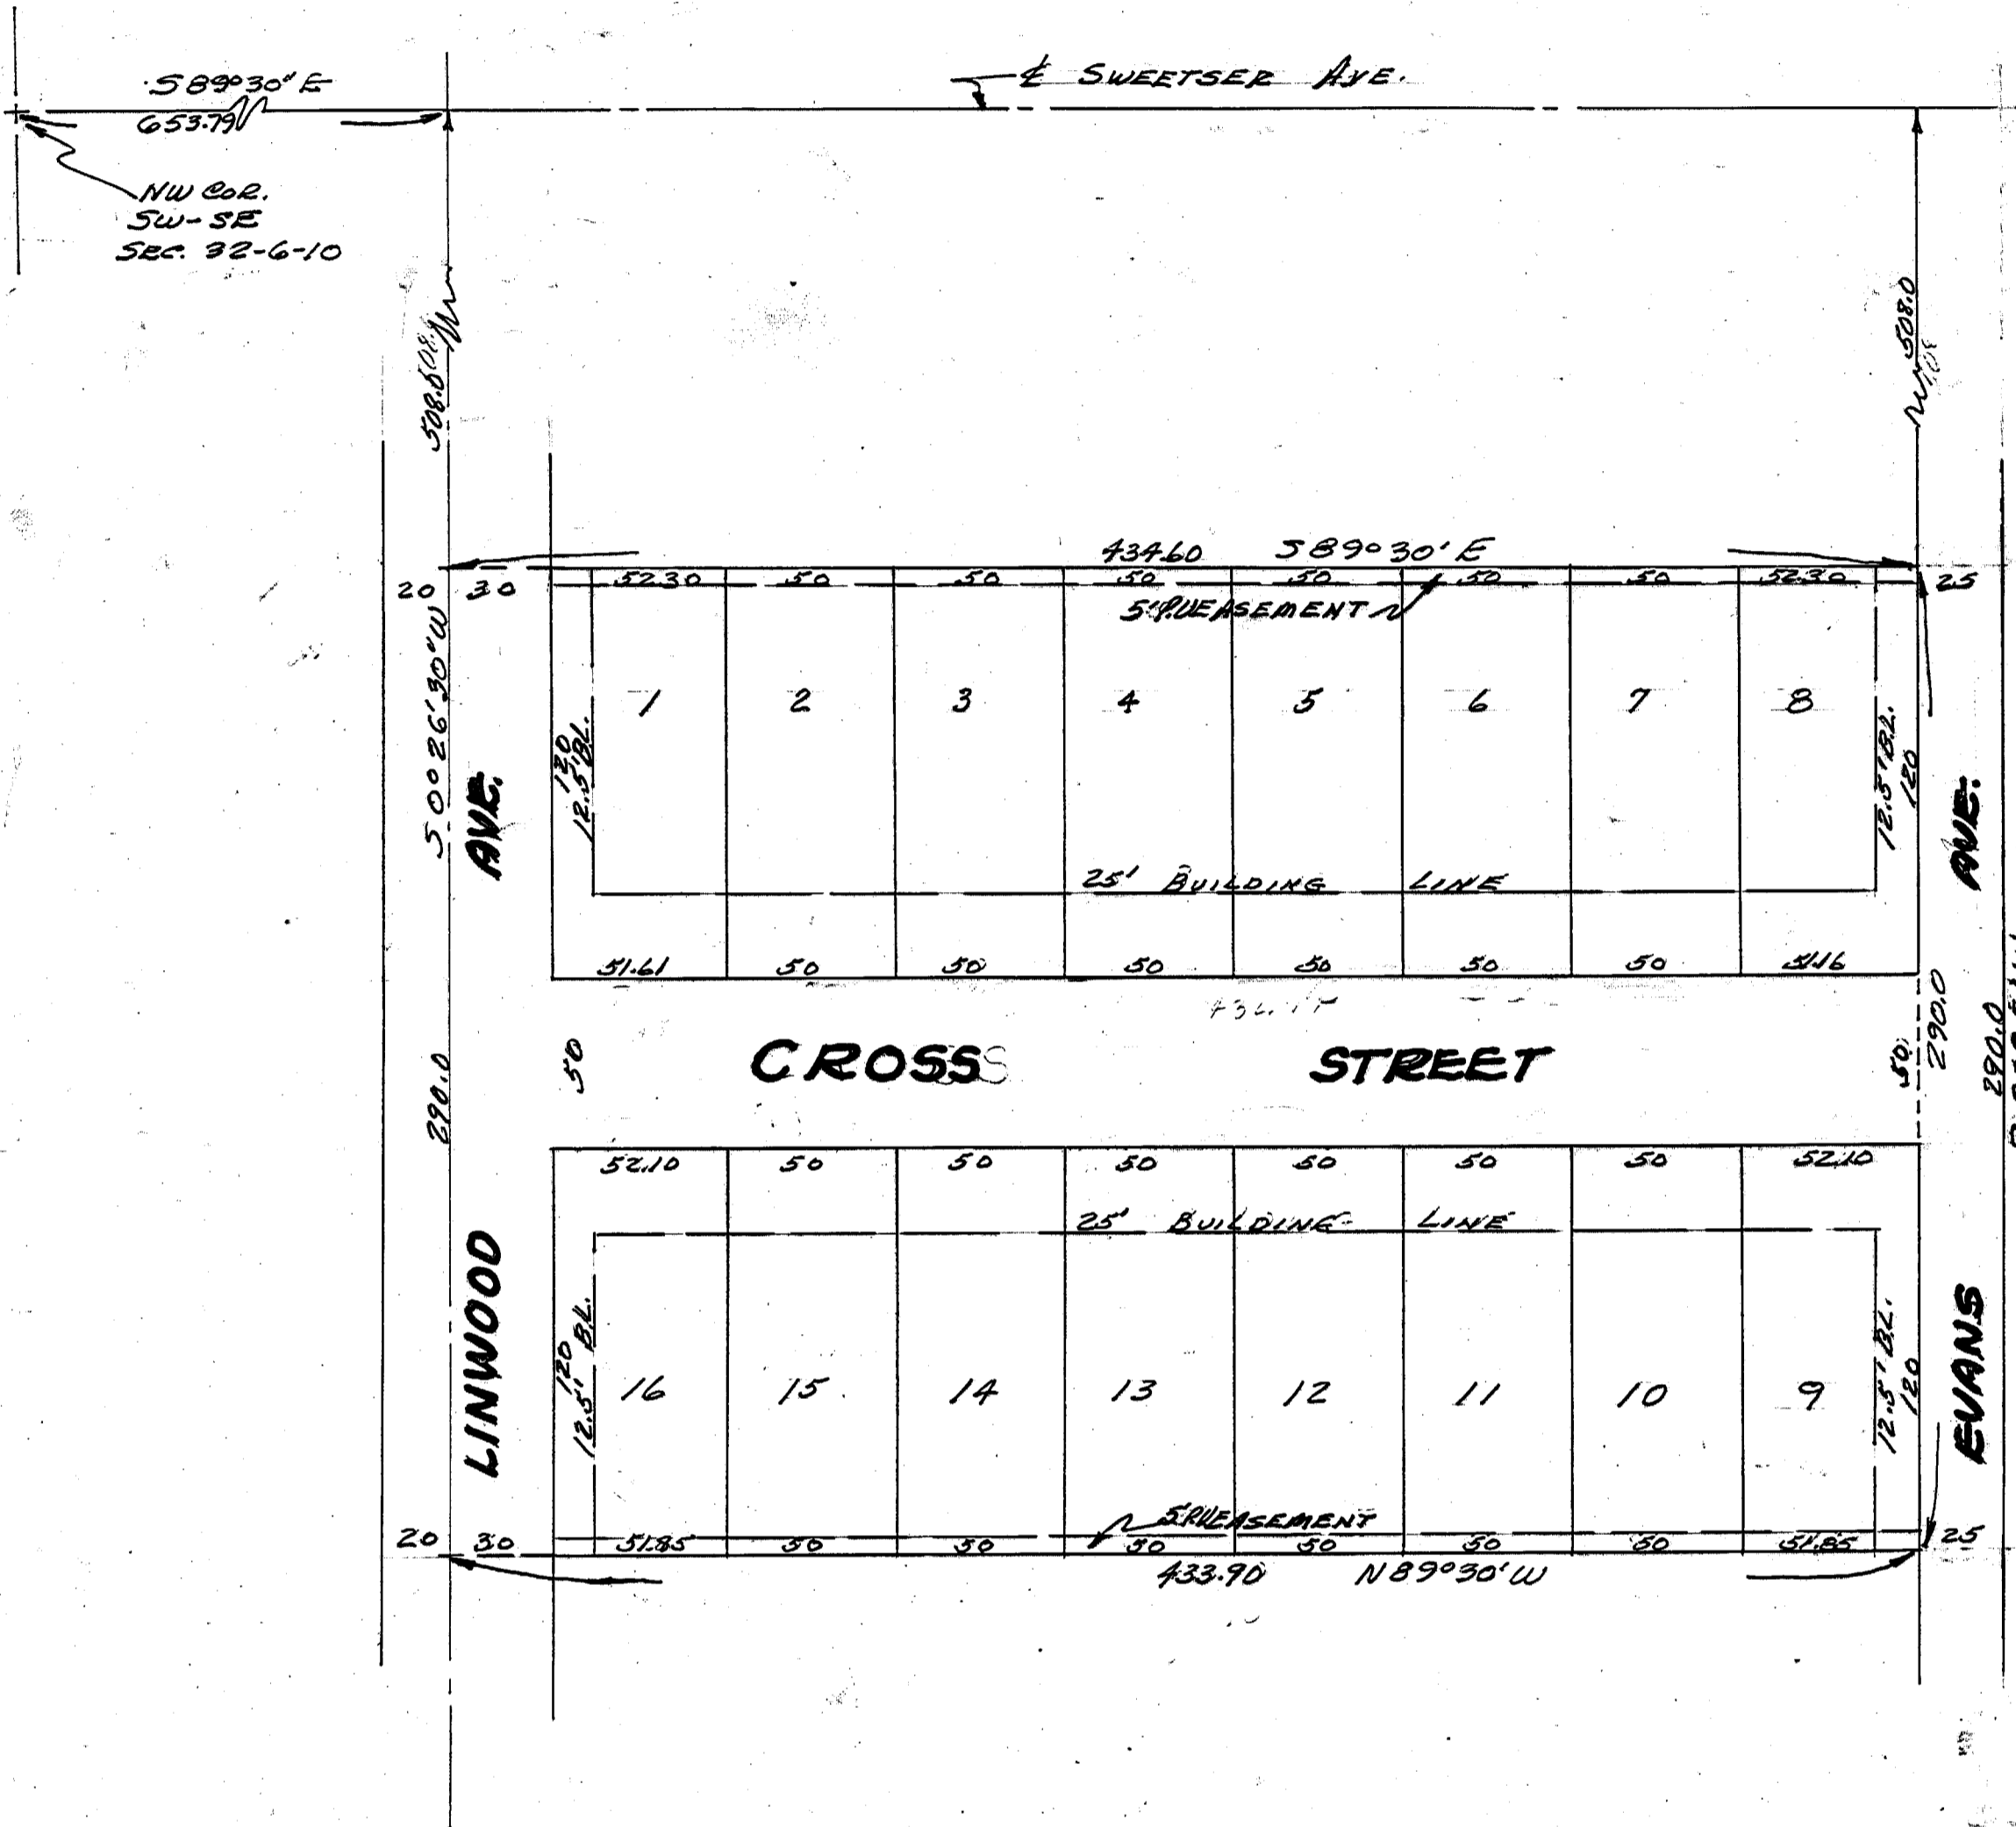 S 89°30" E
653.79
℄ SWEETSER AVE.
NW COR.
SW-SE
SEC. 32-6-10
508.0
508.0
434.60 S 89°30' E
20 30
52.30 50 50 50 50 50 50 52.30
25
5' P.U. EASEMENT
S 0°26'30" W
1 2 3 4 5 6 7 8
120
12.5' B.L.
12.5' B.L.
120
AVE.
AVE.
25' BUILDING LINE
51.61 50 50 50 50 50 50 51.16
290.0
50
CROSS STREET
50
290.0
290.0
52.10 50 50 50 50 50 50 52.10
25' BUILDING LINE
LINWOOD
EVANS
120
12.5' B.L.
16 15 14 13 12 11 10 9
12.5' B.L.
120
5' P.U. EASEMENT
20 30
51.85 50 50 50 50 50 50 51.85
25
433.90 N 89°30' W